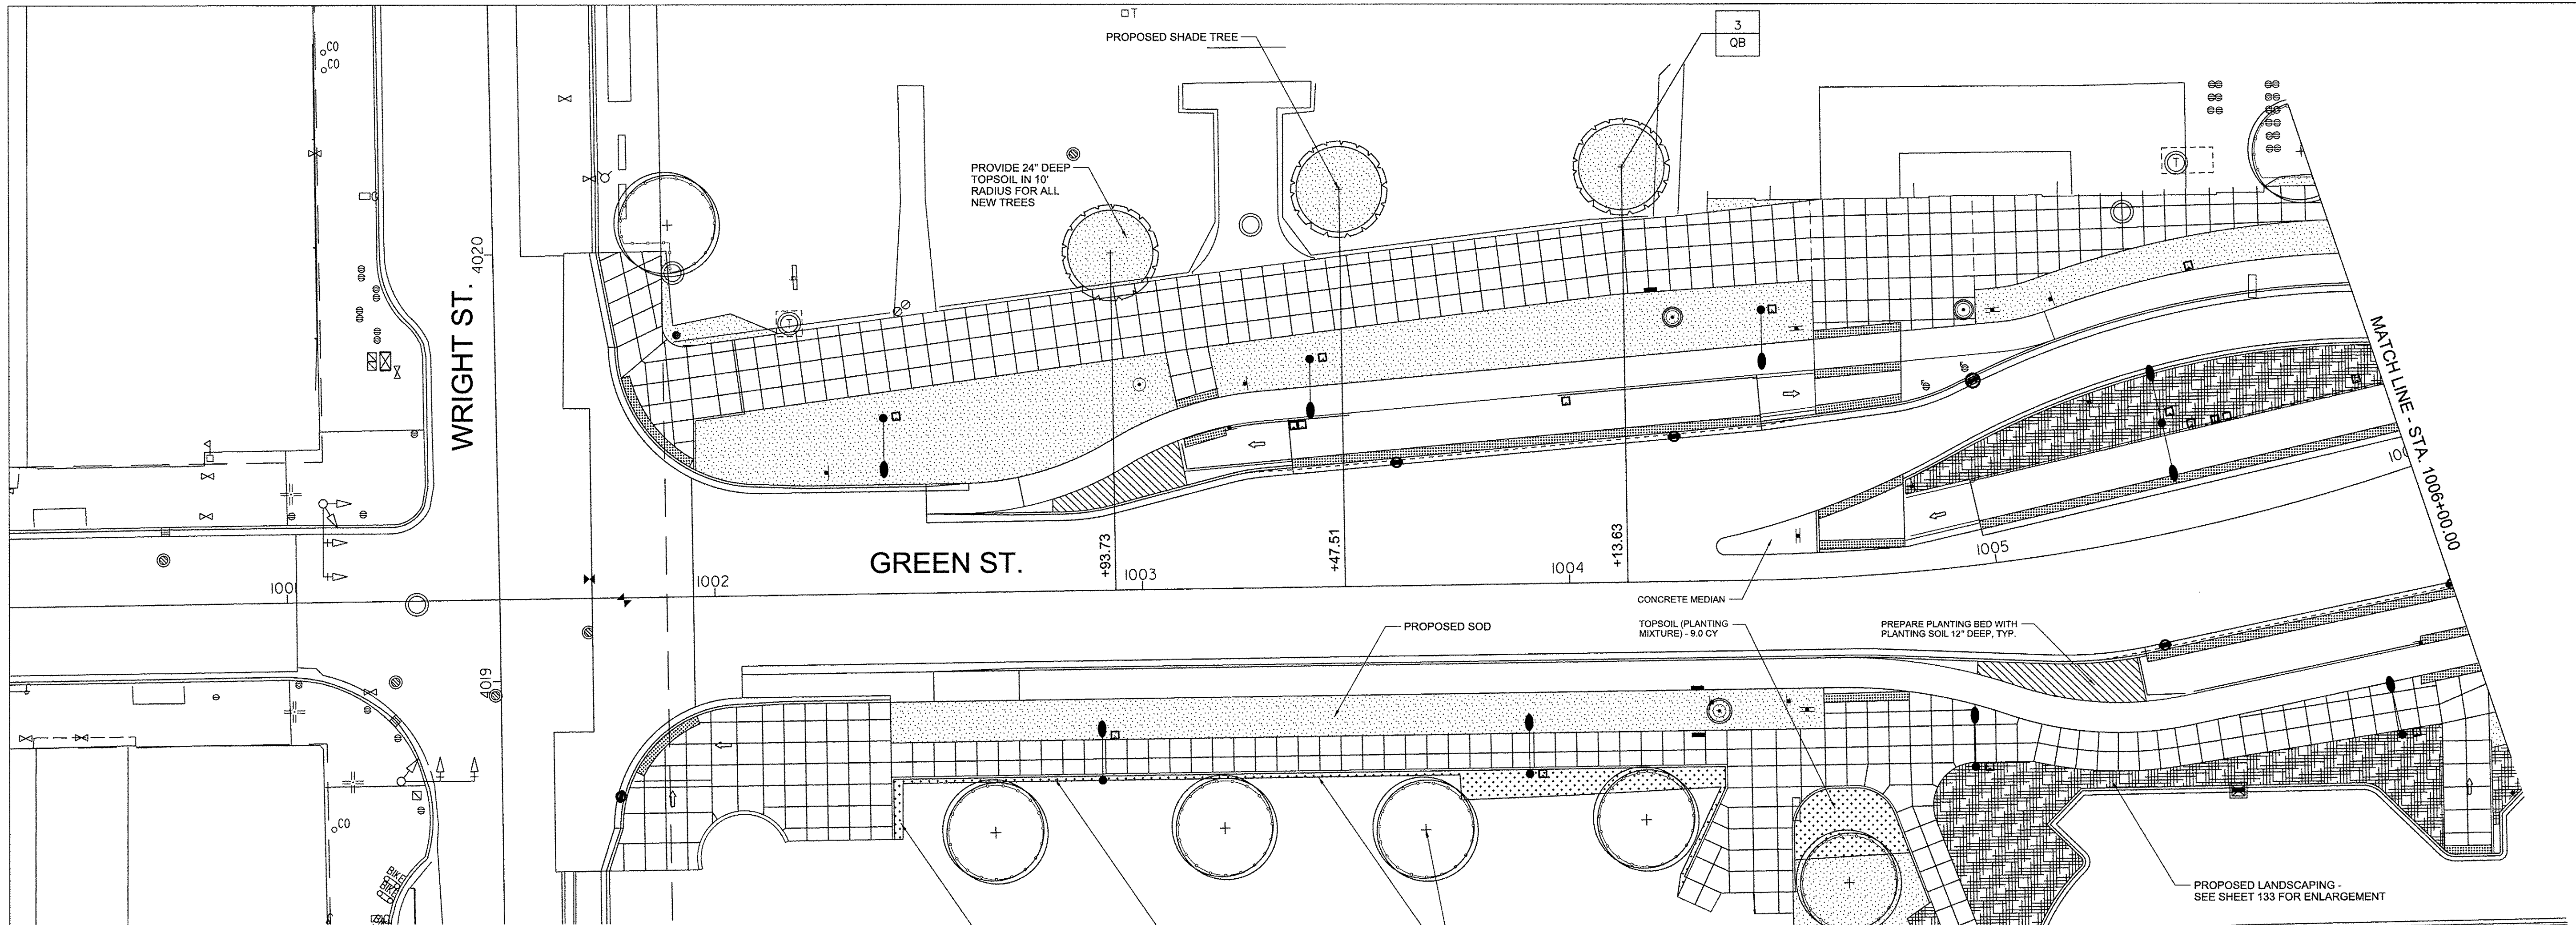 T
PROPOSED SHADE TREE
3
QB
CO
CO
PROVIDE 24" DEEP
TOPSOIL IN 10'
RADIUS FOR ALL
NEW TREES
T
4020
WRIGHT ST.
T
MATCH LINE - STA. 1006+00.00
+93.73
+47.51
+13.63
GREEN ST.
1001
1002
1003
1004
1005
CONCRETE MEDIAN
TOPSOIL (PLANTING
MIXTURE) - 9.0 CY
PROPOSED SOD
PREPARE PLANTING BED WITH
PLANTING SOIL 12" DEEP, TYP.
4019
CO
BIKE
BIKE
PROPOSED LANDSCAPING -
SEE SHEET 133 FOR ENLARGEMENT